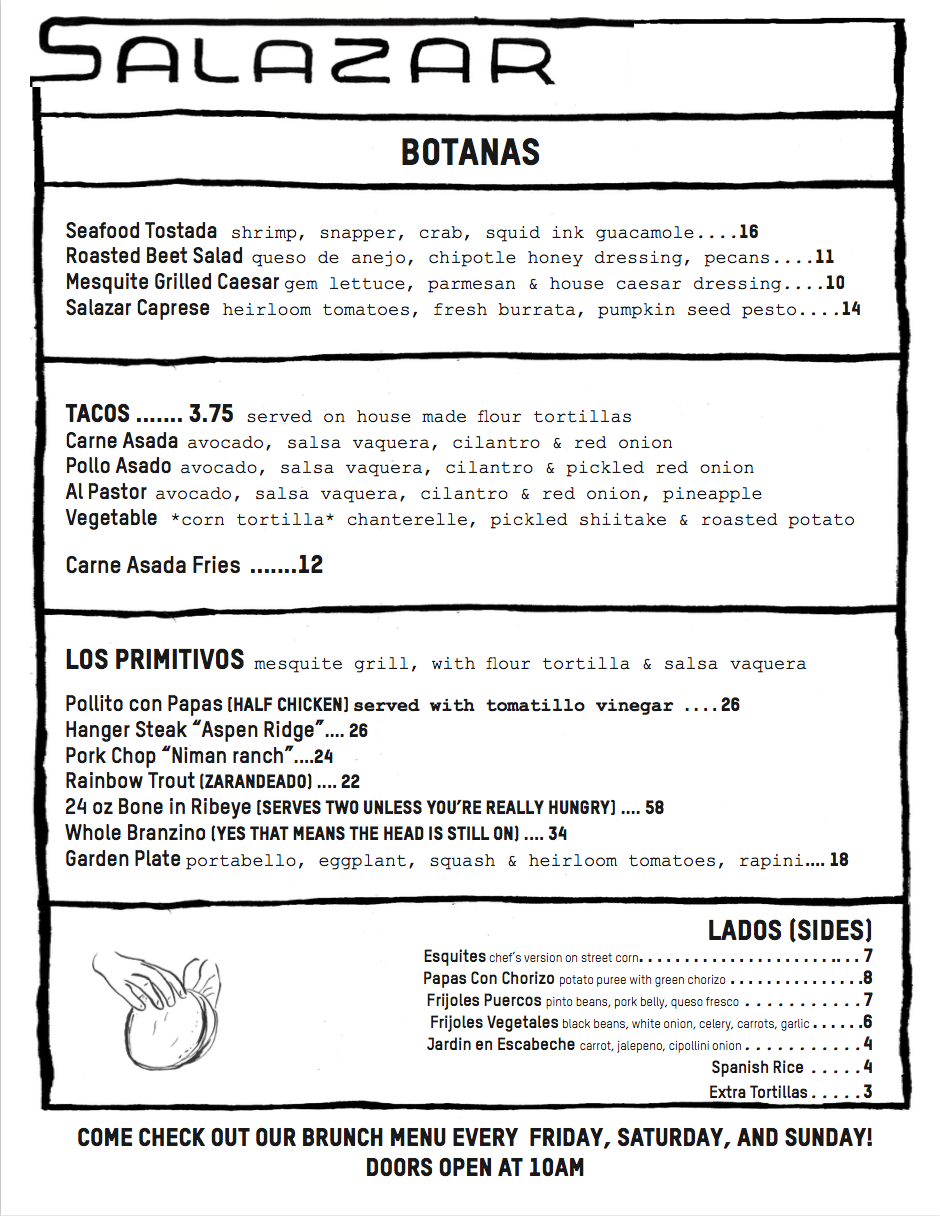 SALAZAR
BOTANAS
Seafood Tostada shrimp, snapper, crab, squid ink guacamole....16
Roasted Beet Salad queso de anejo, chipotle honey dressing, pecans....11
Mesquite Grilled Caesar gem lettuce, parmesan & house caesar dressing....10
Salazar Caprese heirloom tomatoes, fresh burrata, pumpkin seed pesto....14
TACOS ....... 3.75 served on house made flour tortillas
Carne Asada avocado, salsa vaquera, cilantro & red onion
Pollo Asado avocado, salsa vaquera, cilantro & pickled red onion
Al Pastor avocado, salsa vaquera, cilantro & red onion, pineapple
Vegetable *corn tortilla* chanterelle, pickled shiitake & roasted potato
Carne Asada Fries .......12
LOS PRIMITIVOS mesquite grill, with flour tortilla & salsa vaquera
Pollito con Papas (HALF CHICKEN) served with tomatillo vinegar ....26
Hanger Steak “Aspen Ridge”.... 26
Pork Chop “Niman ranch”....24
Rainbow Trout (ZARANDEADO) .... 22
24 oz Bone in Ribeye (SERVES TWO UNLESS YOU’RE REALLY HUNGRY) .... 58
Whole Branzino (YES THAT MEANS THE HEAD IS STILL ON) .... 34
Garden Plate portabello, eggplant, squash & heirloom tomatoes, rapini.... 18
LADOS (SIDES)
Esquites chef’s version on street corn. . . . . . . . . . . . . . . . . . . . . . .. . . 7
Papas Con Chorizo potato puree with green chorizo . . . . . . . . . . . . . . .8
Frijoles Puercos pinto beans, pork belly, queso fresco . . . . . . . . . . . 7
Frijoles Vegetales black beans, white onion, celery, carrots, garlic . . . . . .6
Jardin en Escabeche carrot, jalepeno, cipollini onion . . . . . . . . . . . 4
Spanish Rice . . . . .4
Extra Tortillas . . . . .3
COME CHECK OUT OUR BRUNCH MENU EVERY FRIDAY, SATURDAY, AND SUNDAY!
DOORS OPEN AT 10AM